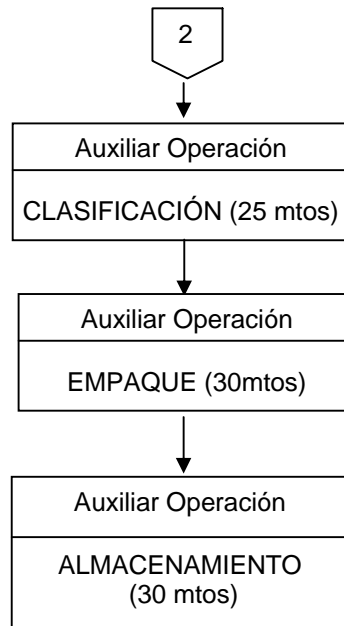 2
Auxiliar Operación
CLASIFICACIÓN (25 mtos)
Auxiliar Operación
EMPAQUE (30mtos)
Auxiliar Operación
ALMACENAMIENTO
(30 mtos)